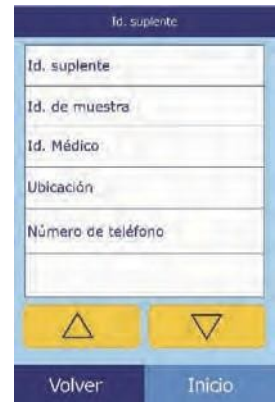 Id. suplente
Id. suplente
Id. de muestra
Id. Médico
Ubicación
Número de teléfono
Volver Inicio